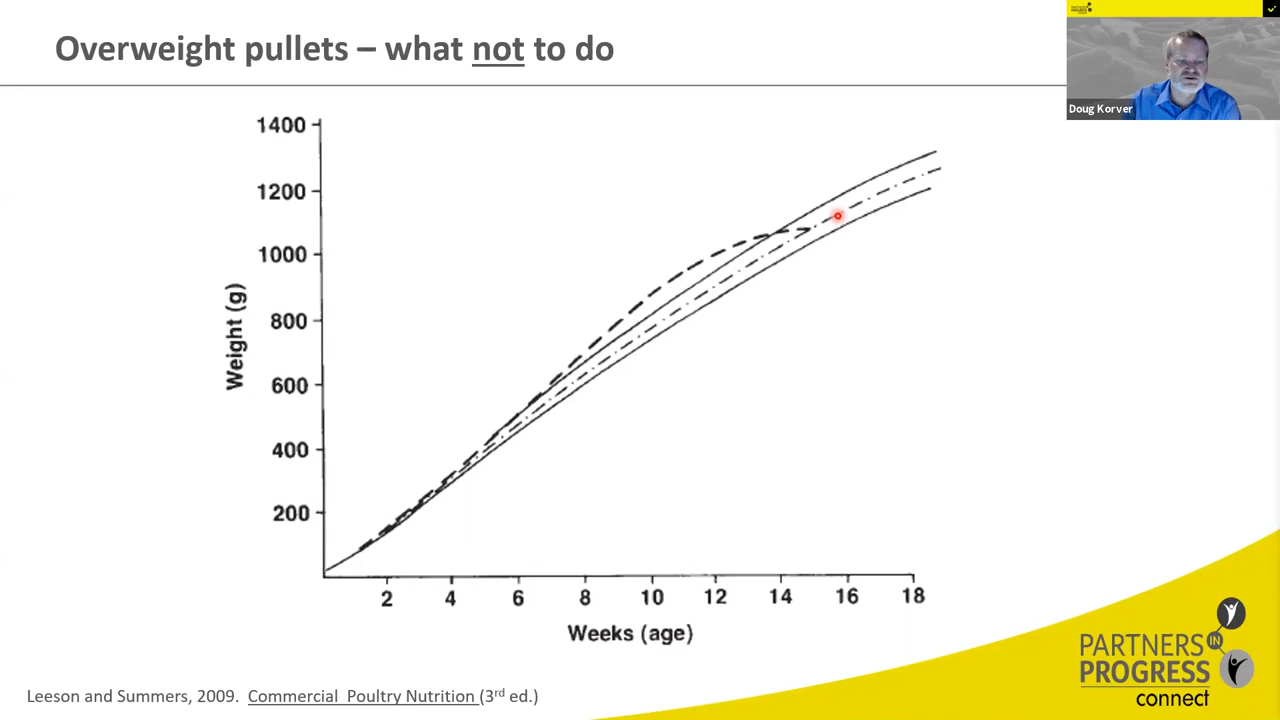 Overweight pullets – what not to do
Doug Korver
1400
1200
1000
800
600
400
200
Weight (g)
2 4 6 8 10 12 14 16 18
Weeks (age)
PARTNERS
IN
PROGRESS
connect
Leeson and Summers, 2009. Commercial Poultry Nutrition (3rd ed.)